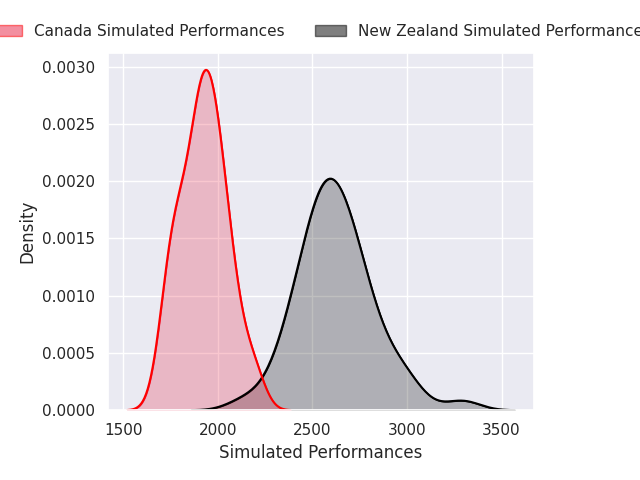 Canada Simulated Performances New Zealand Simulated Performance
0.0030
0.0025
0.0020
0.0015
0.0010
0.0005
0.0000
Density
1500 2000 2500 3000 3500
Simulated Performances